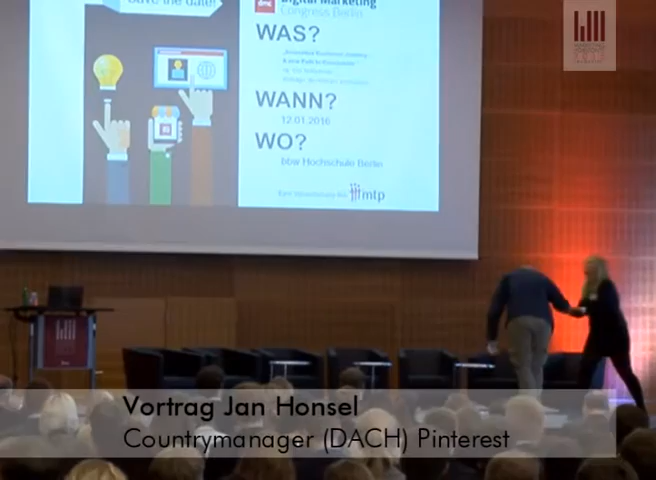 Save the date!
Digital Marketing
Congress Berlin
WAS?
WANN?
12.01.2016
WO?
bbw Hochschule Berlin
mtp
Vortrag Jan Honsel
Countrymanager (DACH) Pinterest